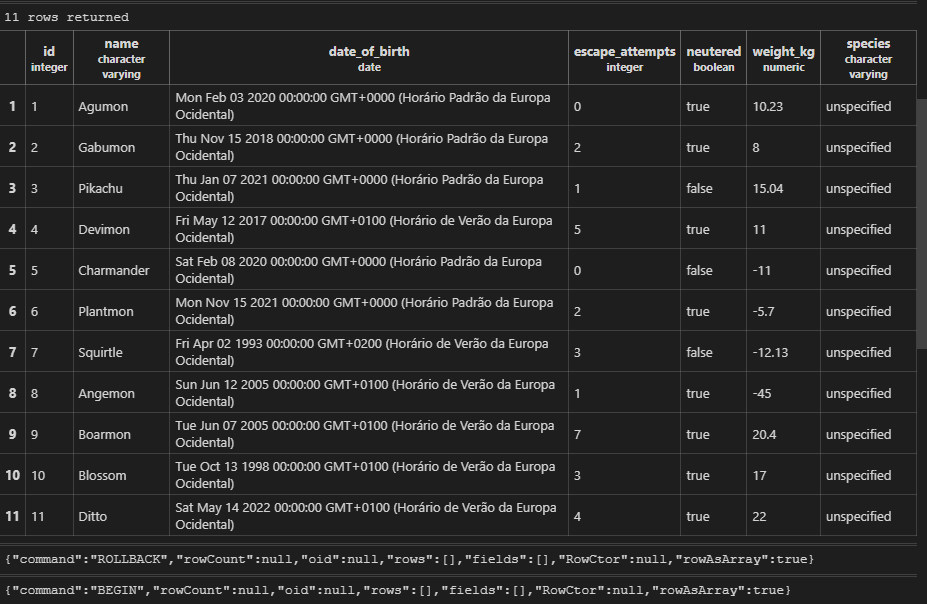 11 rows returned
id
integer
name
character
varying
date_of_birth
date
escape_attempts
integer
neutered
boolean
weight_kg
numeric
species
character
varying
1 1 Agumon Mon Feb 03 2020 00:00:00 GMT+0000 (Horário Padrão da Europa
Ocidental) 0 true 10.23 unspecified
2 2 Gabumon Thu Nov 15 2018 00:00:00 GMT+0000 (Horário Padrão da Europa
Ocidental) 2 true 8 unspecified
3 3 Pikachu Thu Jan 07 2021 00:00:00 GMT+0000 (Horário Padrão da Europa
Ocidental) 1 false 15.04 unspecified
4 4 Devimon Fri May 12 2017 00:00:00 GMT+0100 (Horário de Verão da Europa
Ocidental) 5 true 11 unspecified
5 5 Charmander Sat Feb 08 2020 00:00:00 GMT+0000 (Horário Padrão da Europa
Ocidental) 0 false -11 unspecified
6 6 Plantmon Mon Nov 15 2021 00:00:00 GMT+0000 (Horário Padrão da Europa
Ocidental) 2 true -5.7 unspecified
7 7 Squirtle Fri Apr 02 1993 00:00:00 GMT+0200 (Horário de Verão da Europa
Ocidental) 3 false -12.13 unspecified
8 8 Angemon Sun Jun 12 2005 00:00:00 GMT+0100 (Horário de Verão da Europa
Ocidental) 1 true -45 unspecified
9 9 Boarmon Tue Jun 07 2005 00:00:00 GMT+0100 (Horário de Verão da Europa
Ocidental) 7 true 20.4 unspecified
10 10 Blossom Tue Oct 13 1998 00:00:00 GMT+0100 (Horário de Verão da Europa
Ocidental) 3 true 17 unspecified
11 11 Ditto Sat May 14 2022 00:00:00 GMT+0100 (Horário de Verão da Europa
Ocidental) 4 true 22 unspecified
{"command":"ROLLBACK","rowCount":null,"oid":null,"rows":[],"fields":[],"RowCtor":null,"rowAsArray":true}
{"command":"BEGIN","rowCount":null,"oid":null,"rows":[],"fields":[],"RowCtor":null,"rowAsArray":true}